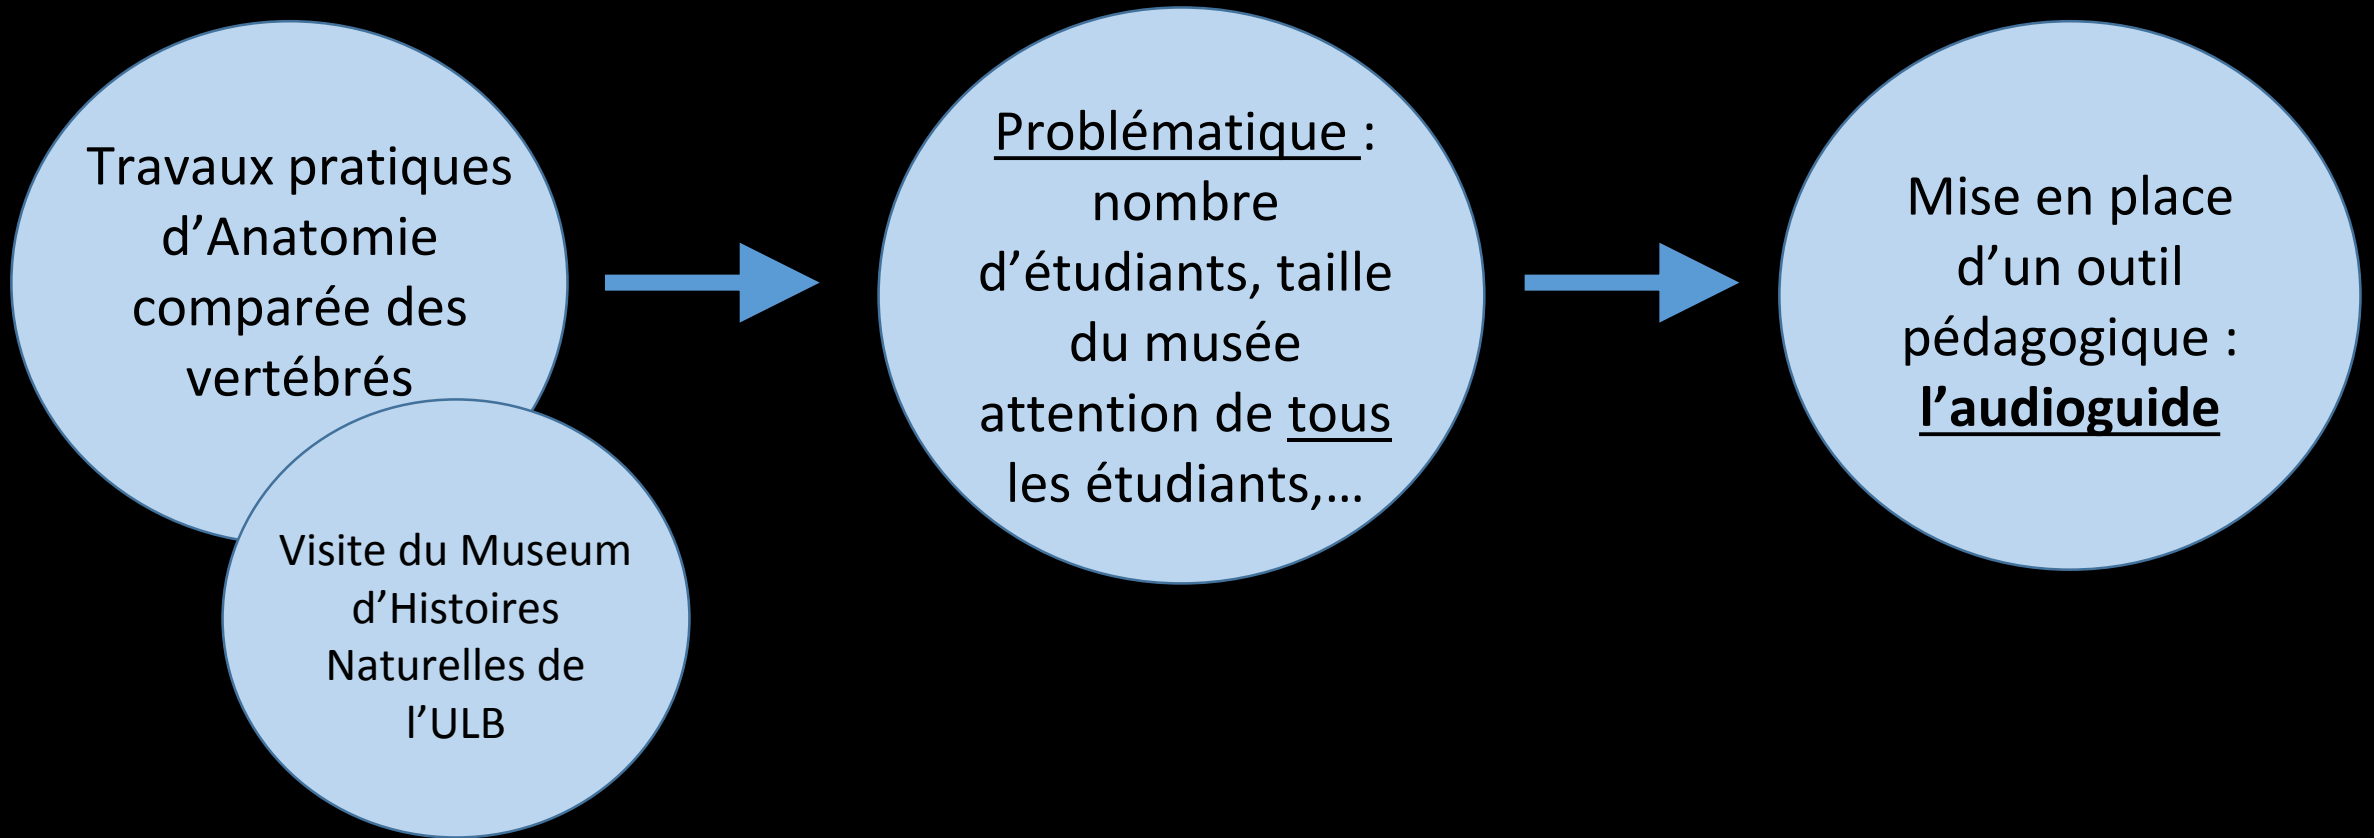 Travaux pratiques
d’Anatomie
comparée des
vertébrés
Visite du Museum
d’Histoires
Naturelles de
l’ULB
Problématique :
nombre
d’étudiants, taille
du musée
attention de tous
les étudiants,…
Mise en place
d’un outil
pédagogique :
l’audioguide